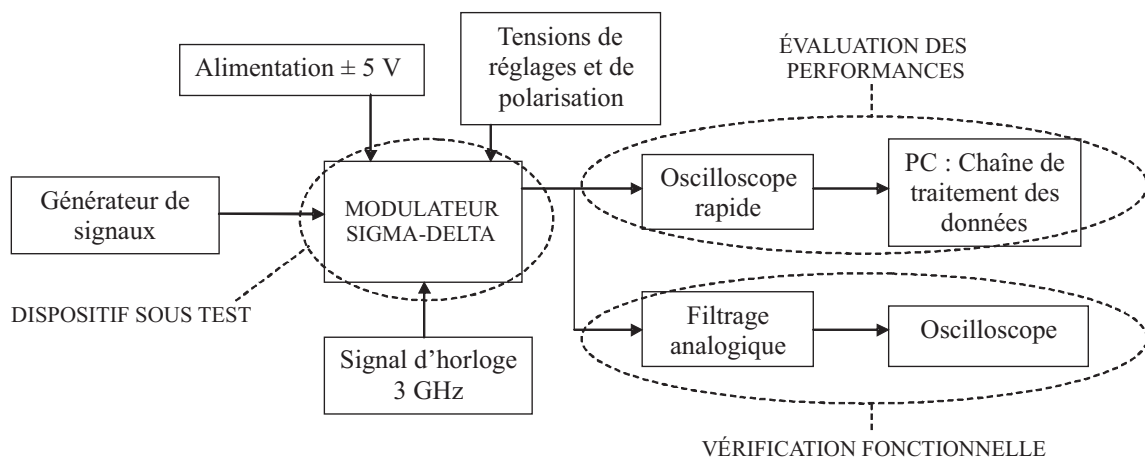 Alimentation ± 5 V
Tensions de
réglages et de
polarisation
ÉVALUATION DES
PERFORMANCES
Générateur de
signaux
MODULATEUR
SIGMA-DELTA
Oscilloscope
rapide
PC : Chaîne de
traitement des
données
DISPOSITIF SOUS TEST
Signal d’horloge
3 GHz
Filtrage
analogique
Oscilloscope
VÉRIFICATION FONCTIONNELLE